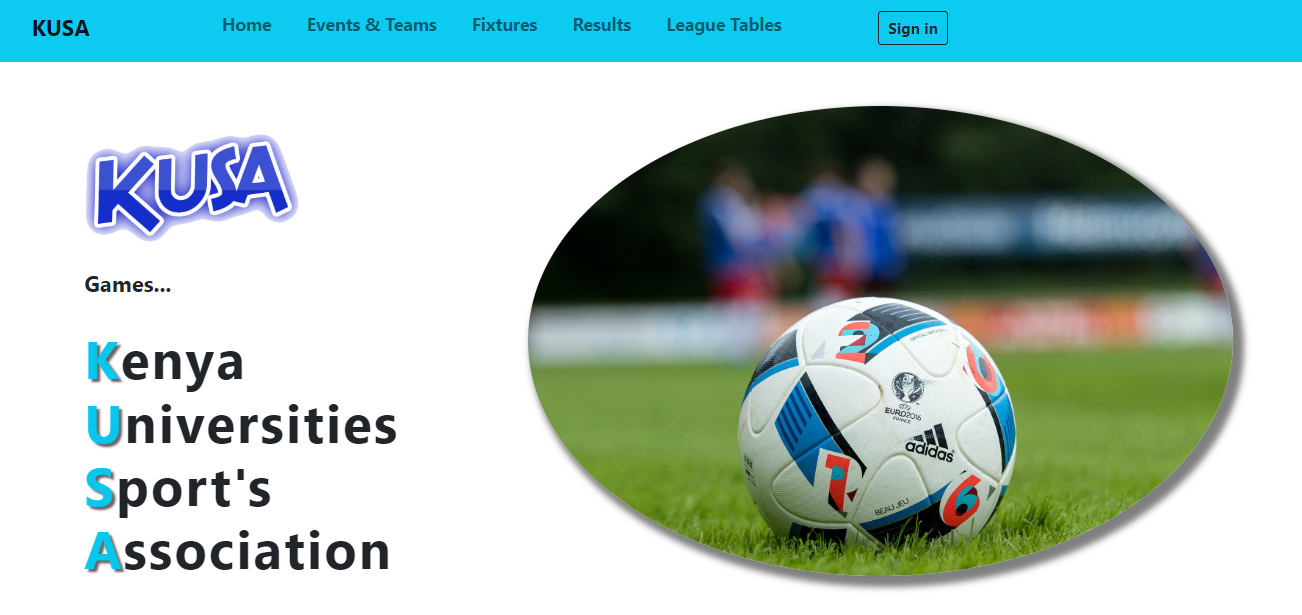 KUSA
Home Events & Teams Fixtures Results League Tables Sign in
KUSA
Games...
Kenya
Universities
Sport's
Association
EURO2016
FRANCE
adidas
BEAU JEU